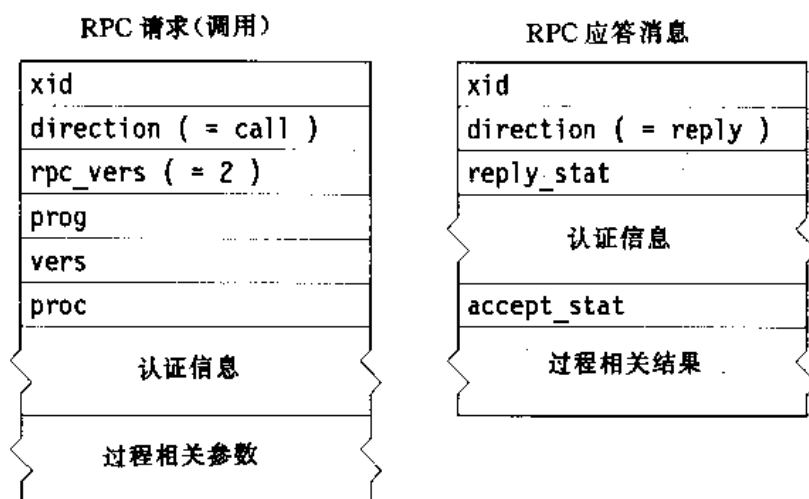 RPC 请求(调用)
xid
direction ( = call )
rpc_vers ( = 2 )
prog
vers
proc
认证信息
过程相关参数
RPC 应答消息
xid
direction ( = reply )
reply_stat
认证信息
accept_stat
过程相关结果